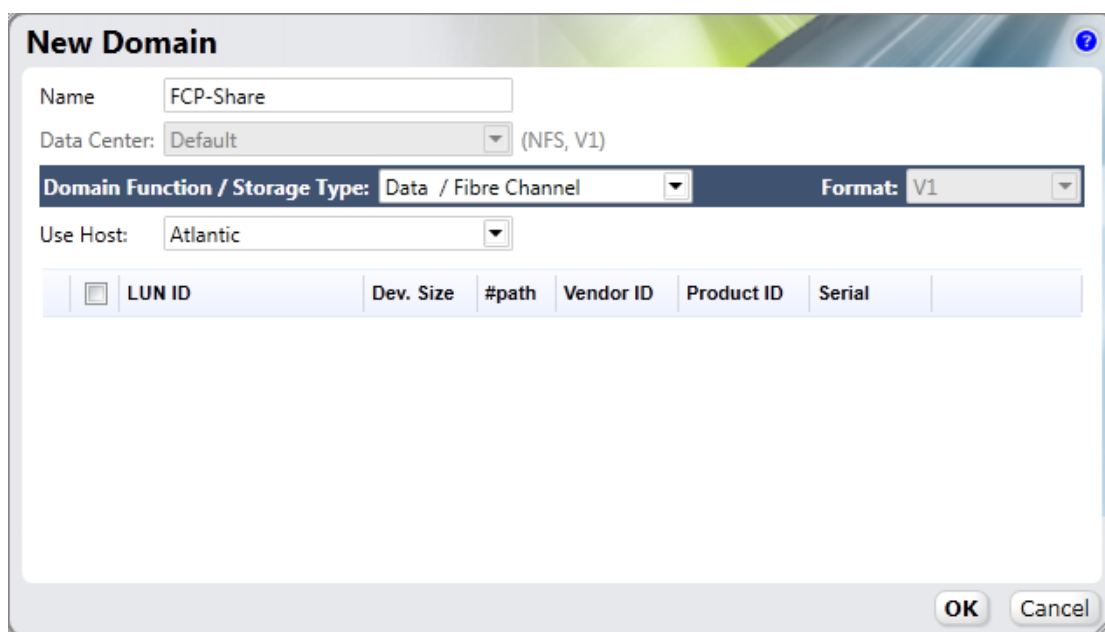 New Domain
?
Name FCP-Share
Data Center: Default (NFS, V1)
Domain Function / Storage Type: Data / Fibre Channel Format: V1
Use Host: Atlantic
LUN ID Dev. Size #path Vendor ID Product ID Serial
OK Cancel